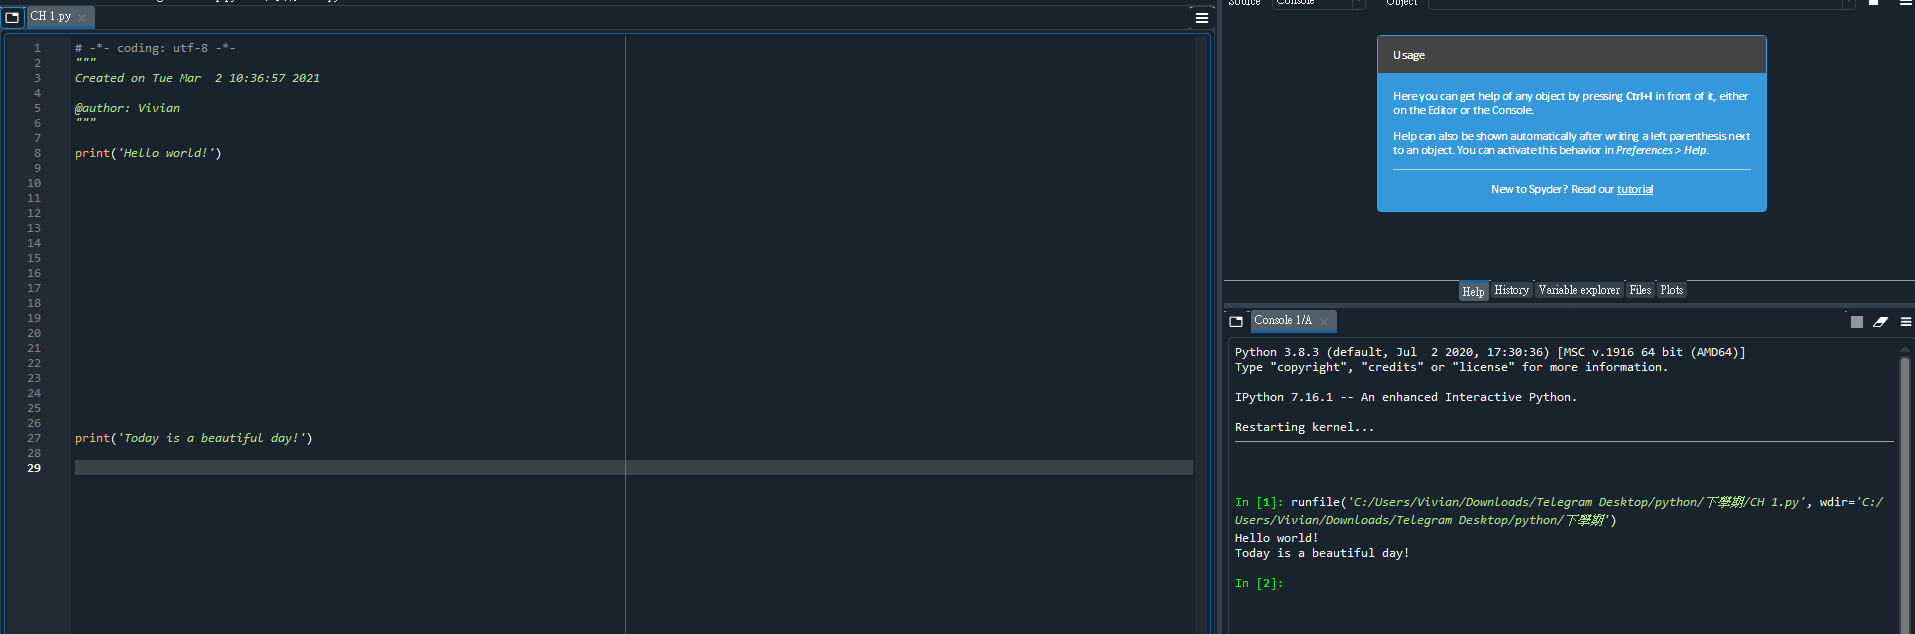 CH 1.py
1 # -*- coding: utf-8 -*-
2 """
3 Created on Tue Mar  2 10:36:57 2021
4
5 @author: Vivian
6 """
7
8 print('Hello world!')
9
10
11
12
13
14
15
16
17
18
19
20
21
22
23
24
25
26
27 print('Today is a beautiful day!')
28
29
Source Console Object
Usage
Here you can get help of any object by pressing Ctrl+I in front of it, either
on the Editor or the Console.
Help can also be shown automatically after writing a left parenthesis next
to an object. You can activate this behavior in Preferences > Help.
New to Spyder? Read our tutorial
Help History Variable explorer Files Plots
Console 1/A
Python 3.8.3 (default, Jul  2 2020, 17:30:36) [MSC v.1916 64 bit (AMD64)]
Type "copyright", "credits" or "license" for more information.
IPython 7.16.1 -- An enhanced Interactive Python.
Restarting kernel...
In [1]: runfile('C:/Users/Vivian/Downloads/Telegram Desktop/python/下學期/CH 1.py', wdir='C:/
Users/Vivian/Downloads/Telegram Desktop/python/下學期')
Hello world!
Today is a beautiful day!
In [2]: